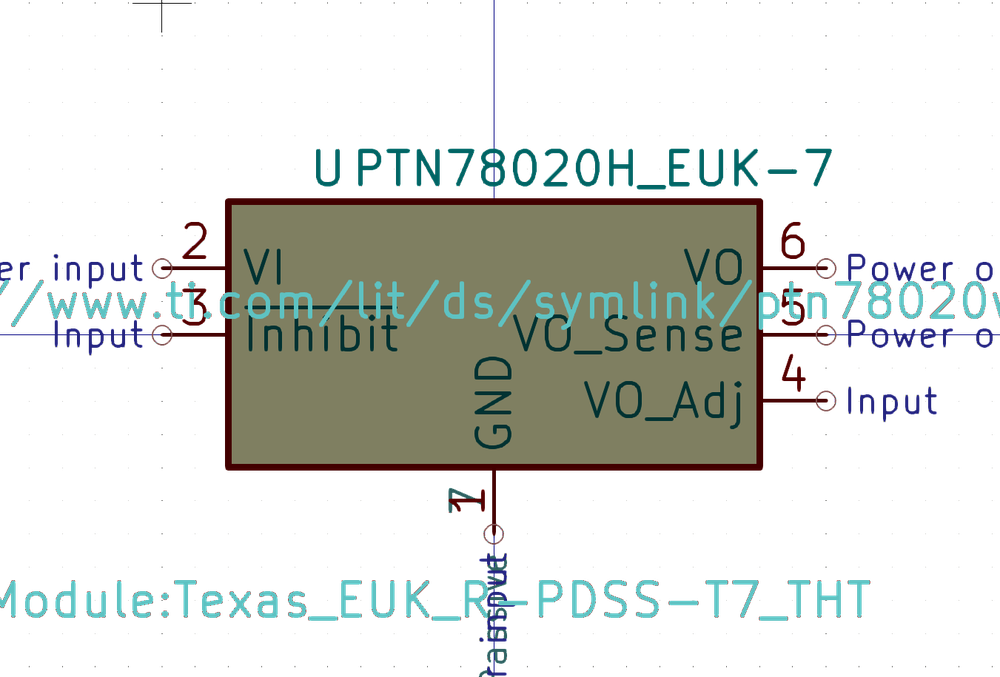 U PTN78020H_EUK-7
2
6
er input
VI
VO
Power o
//www.ti.com/lit/ds/symlink/ptn78020w
3
5
Input
Inhibit
VO_Sense
Power o
4
GND
VO_Adj
Input
1
7
Module:Texas_EUK_R-PDSS-T7_THT
input